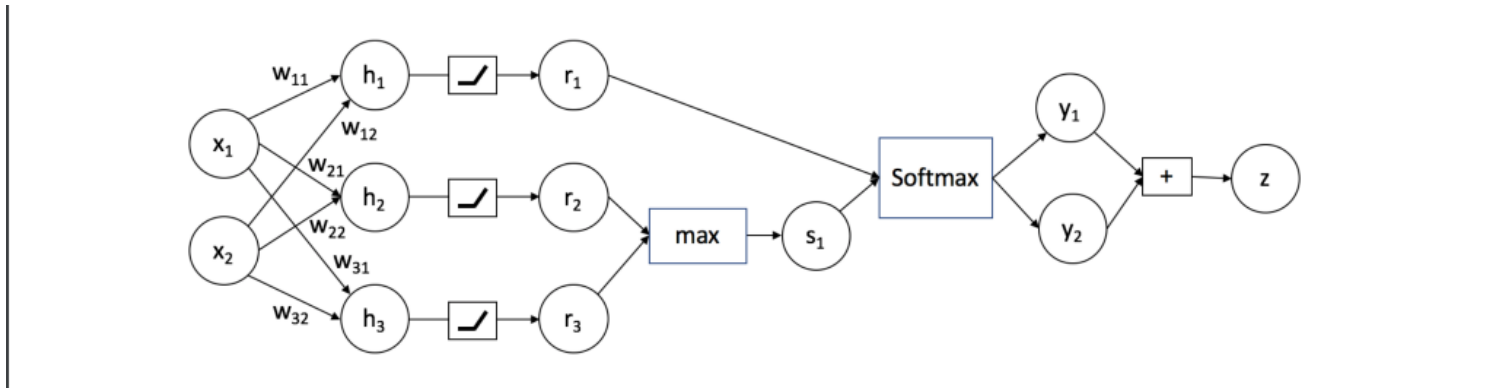 w11
h1
r1
y1
x1
w12
w21
Softmax
+
z
h2
r2
w22
max
s1
y2
x2
w31
w32
h3
r3